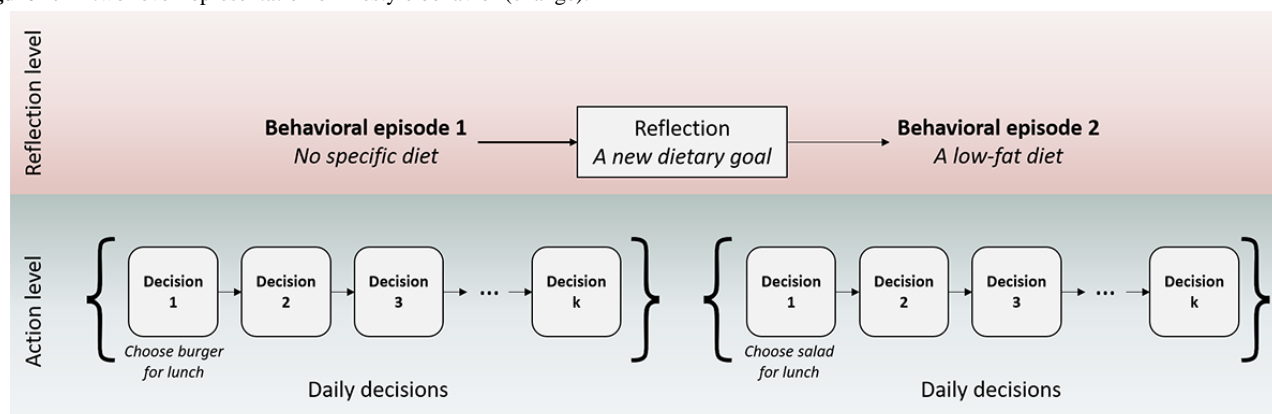 Reflection level
Behavioral episode 1
No specific diet
Reflection
A new dietary goal
Behavioral episode 2
A low-fat diet
Action level
Decision
1
Decision
2
Decision
3
...
Decision
k
Choose burger
for lunch
Daily decisions
Decision
1
Decision
2
Decision
3
...
Decision
k
Choose salad
for lunch
Daily decisions